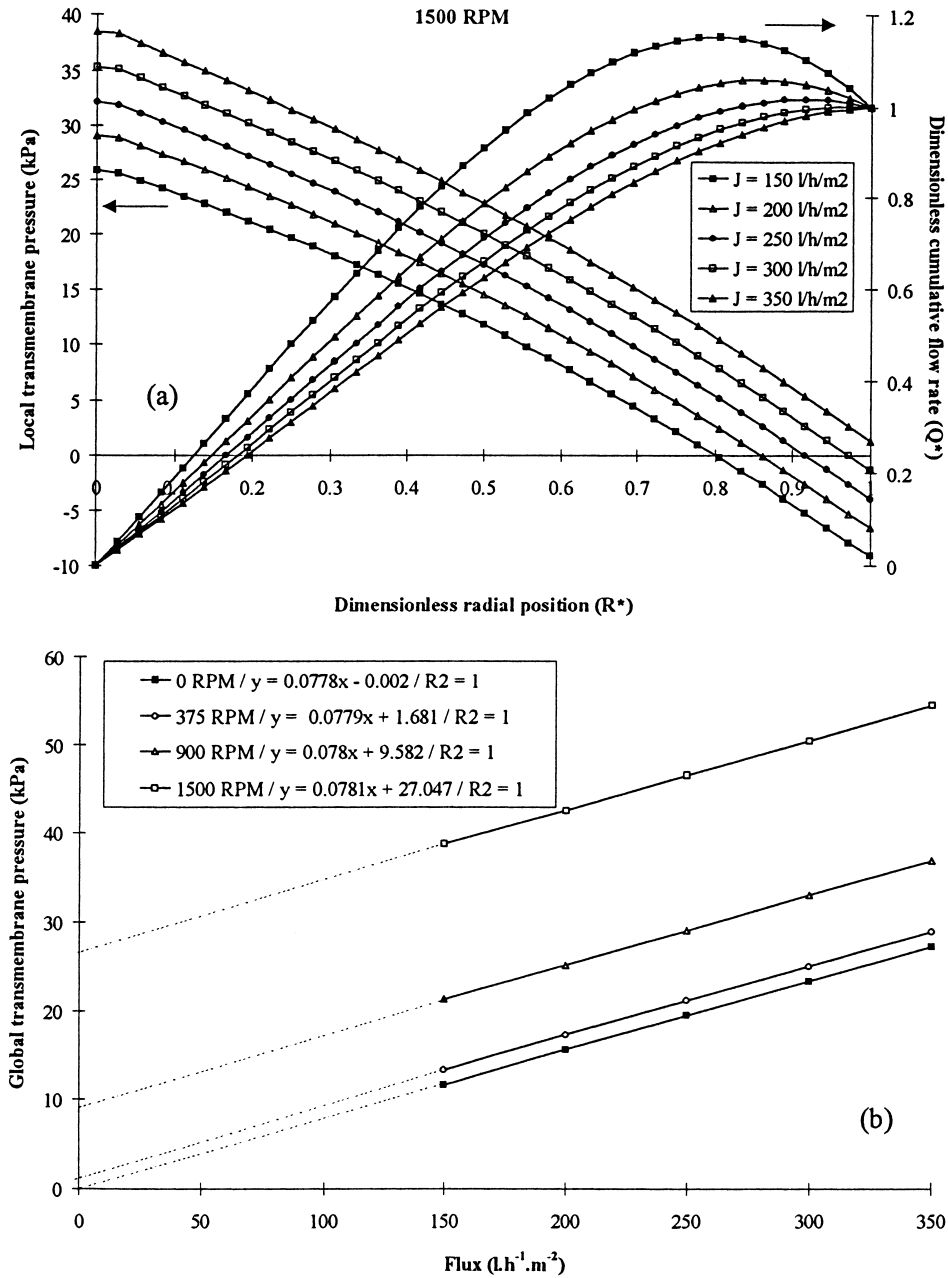 1500 RPM
40
35
30
25
20
15
10
5
0
-5
-10
Local transmembrane pressure (kPa)
1.2
1
0.8
0.6
0.4
0.2
0
Dimensionless cumulative flow rate (Q*)
J = 150 l/h/m2
J = 200 l/h/m2
J = 250 l/h/m2
J = 300 l/h/m2
J = 350 l/h/m2
(a)
0 0.1 0.2 0.3 0.4 0.5 0.6 0.7 0.8 0.9
Dimensionless radial position (R*)
60
50
40
30
20
10
0
Global transmembrane pressure (kPa)
0 RPM / y = 0.0778x - 0.002 / R2 = 1
375 RPM / y = 0.0779x + 1.681 / R2 = 1
900 RPM / y = 0.078x + 9.582 / R2 = 1
1500 RPM / y = 0.0781x + 27.047 / R2 = 1
(b)
0 50 100 150 200 250 300 350
Flux (l.h⁻¹.m⁻²)